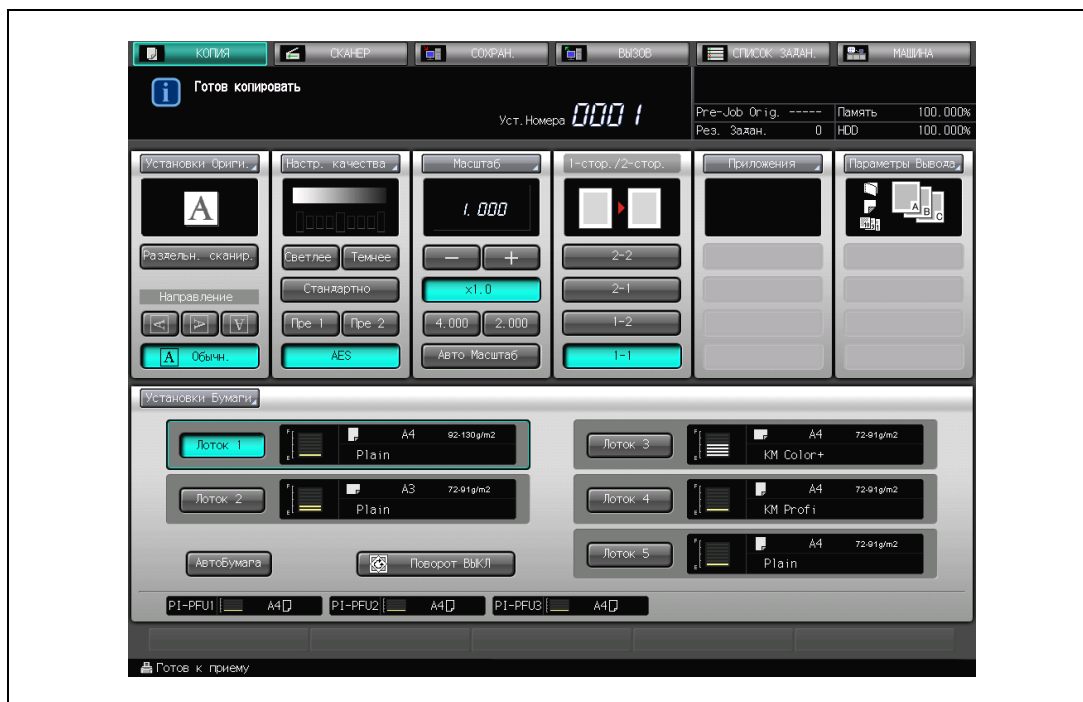 КОПИЯ СКАНЕР СОХРАН. ВЫЗОВ СПИСОК ЗАДАН. МАШИНА
Готов копировать
Уст.Номера 0001
Pre-Job Orig. ----- Память 100.000%
Рез. Задан. 0 HDD 100.000%
Установки Ориги. Настр. качества Масштаб 1-стор./2-стор. Приложения Параметры Вывода
A 1.000 A B C
Раздельн. сканир. Светлее Темнее − + 2-2
Направление Стандартно x1.0 2-1
A A A Пре 1 Пре 2 4.000 2.000 1-2
A Обычн. AES Авто Масштаб 1-1
Установки Бумаги
Лоток 1 F E A4 92-130g/m2
Plain
Лоток 2 F E A3 72-91g/m2
Plain
Лоток 3 F E A4 72-91g/m2
KM Color+
Лоток 4 F E A4 72-91g/m2
KM Profi
Лоток 5 F E A4 72-91g/m2
Plain
АвтоБумага Поворот ВЫКЛ
PI-PFU1 A4 PI-PFU2 A4 PI-PFU3 A4
Готов к приему